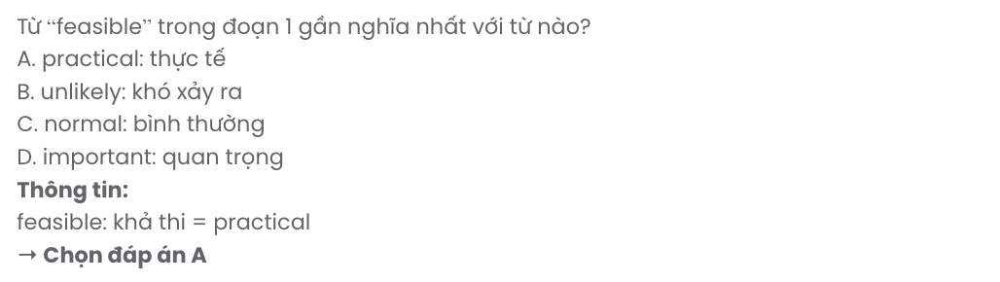 Từ “feasible” trong đoạn 1 gần nghĩa nhất với từ nào?
A. practical: thực tế
B. unlikely: khó xảy ra
C. normal: bình thường
D. important: quan trọng
Thông tin:
feasible: khả thi = practical
→ Chọn đáp án A